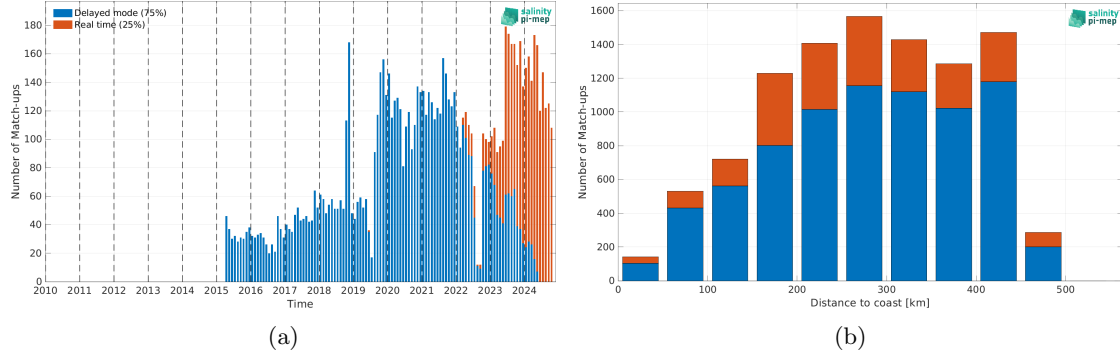 Delayed mode (75%)
Real time (25%)
salinity
pi-mep
Number of Match-ups
180
160
140
120
100
80
60
40
20
0
2010 2011 2012 2013 2014 2015 2016 2017 2018 2019 2020 2021 2022 2023 2024
Time
(a)
salinity
pi-mep
Number of Match-ups
1600
1400
1200
1000
800
600
400
200
0
0 100 200 300 400 500
Distance to coast [km]
(b)